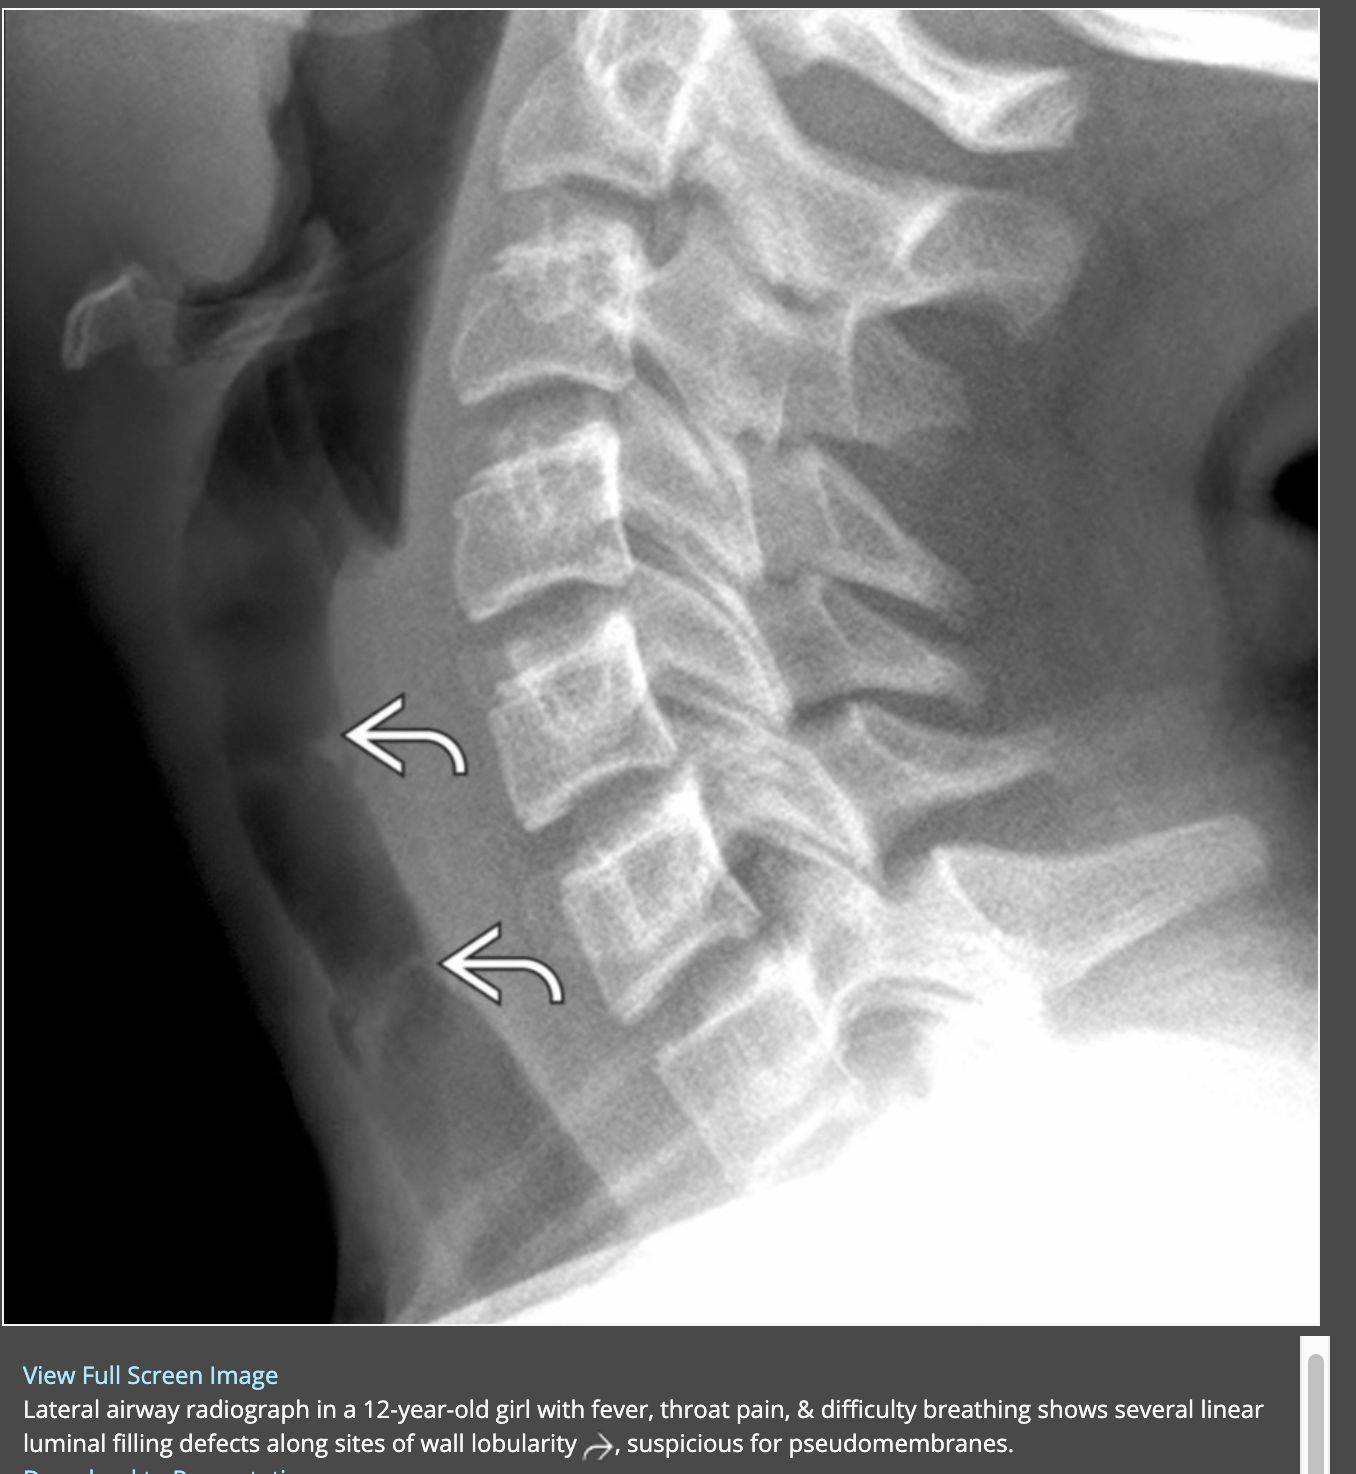 View Full Screen Image
Lateral airway radiograph in a 12-year-old girl with fever, throat pain, & difficulty breathing shows several linear
luminal filling defects along sites of wall lobularity , suspicious for pseudomembranes.